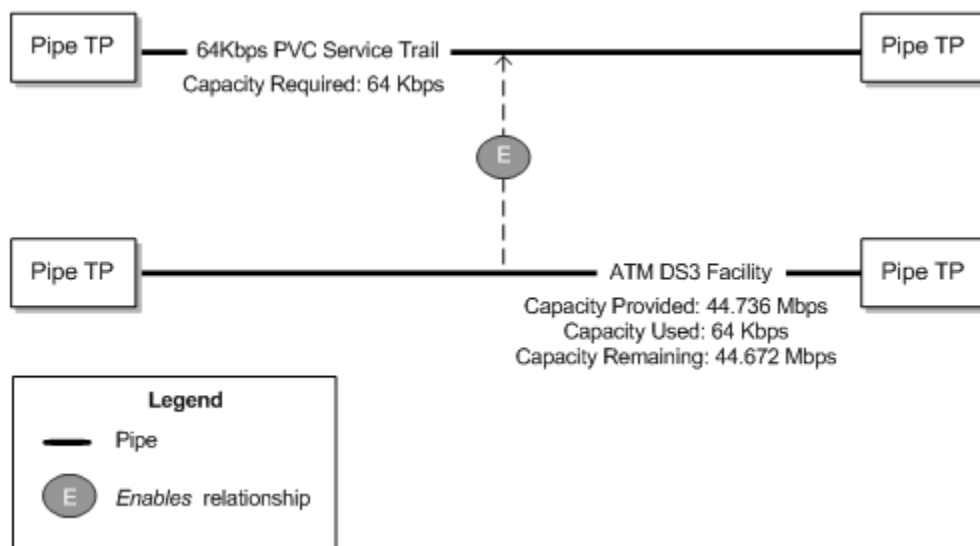 Pipe TP
64Kbps PVC Service Trail
Pipe TP
Capacity Required: 64 Kbps
E
Pipe TP
ATM DS3 Facility
Pipe TP
Capacity Provided: 44.736 Mbps
Capacity Used: 64 Kbps
Capacity Remaining: 44.672 Mbps
Legend
Pipe
E
Enables relationship